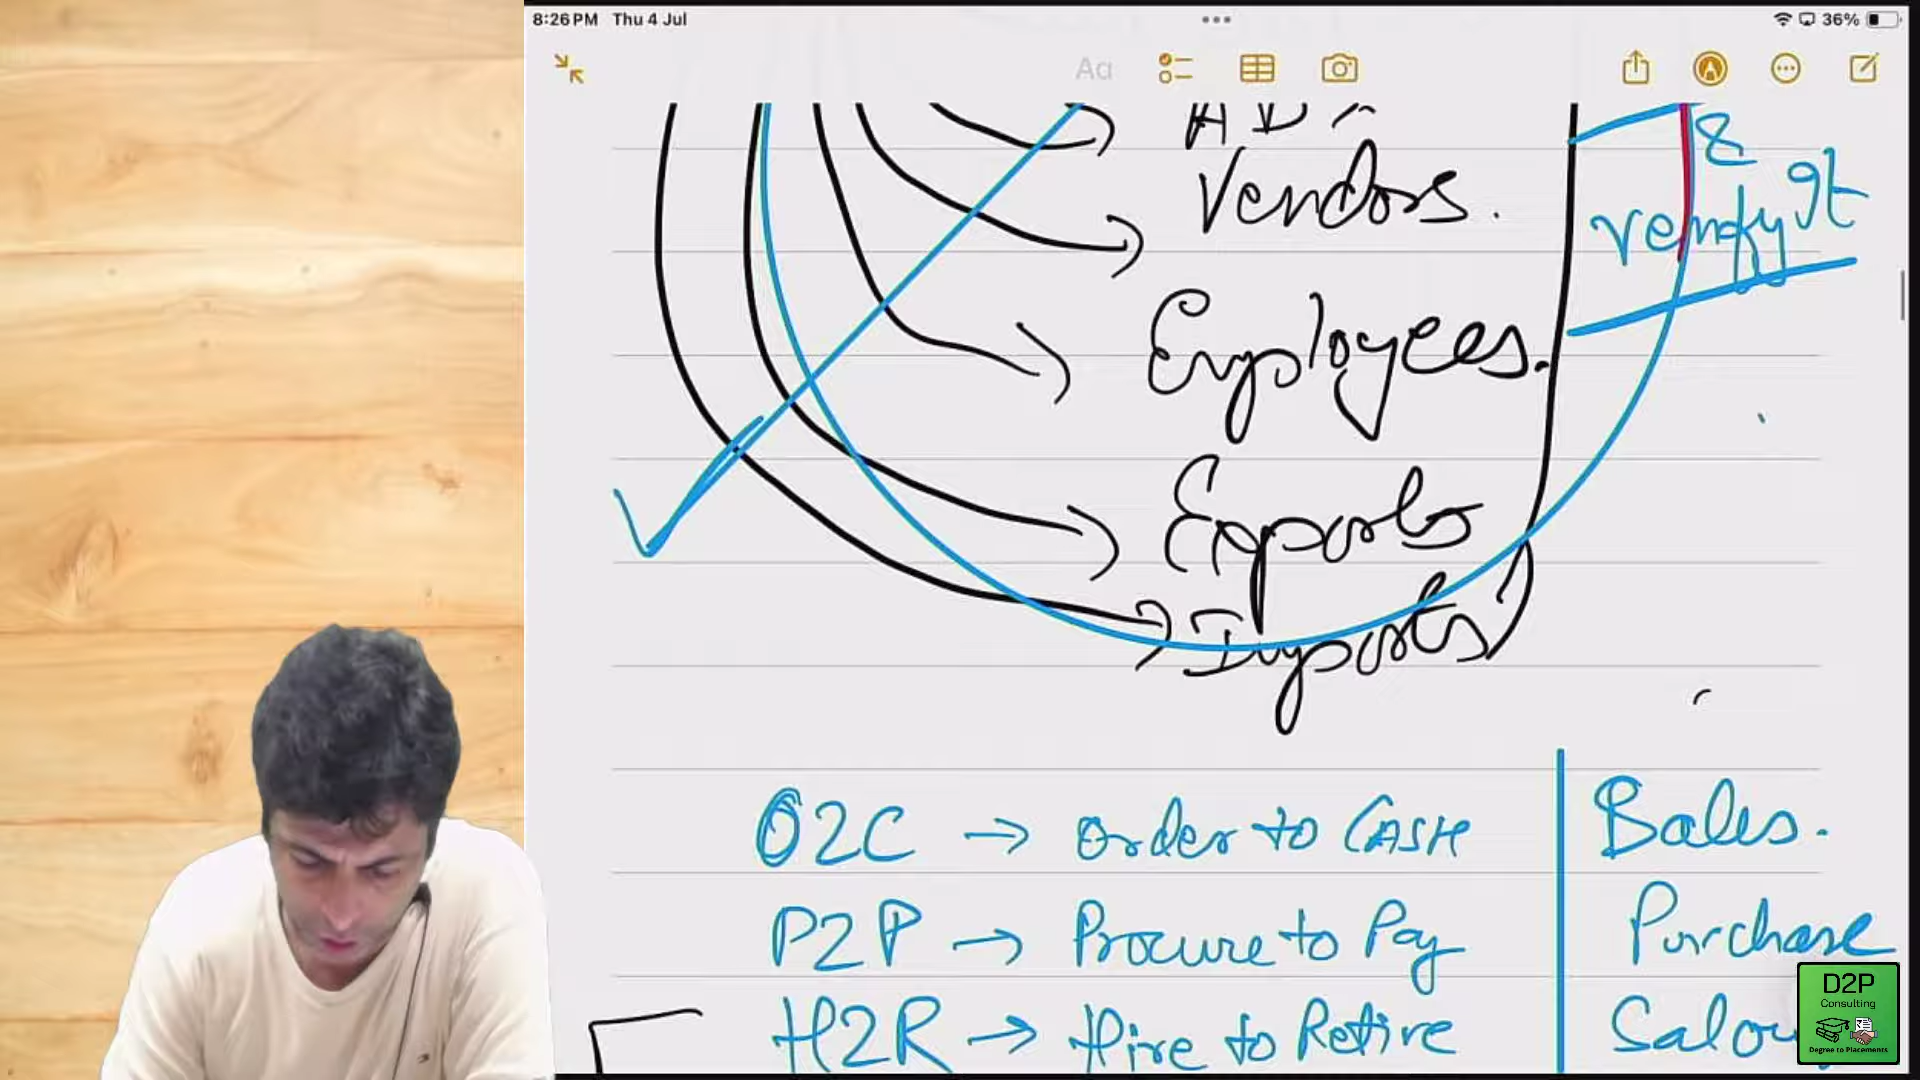 8:26 PM Thu 4 Jul
36%
Aa
&
Vendors.
verify it
Employees.
Exports
Imports
O2C → Order to CASH
Sales.
P2P → Procure to Pay
Purchase
H2R → Hire to Retire
D2P
Consulting
Degree to Placements